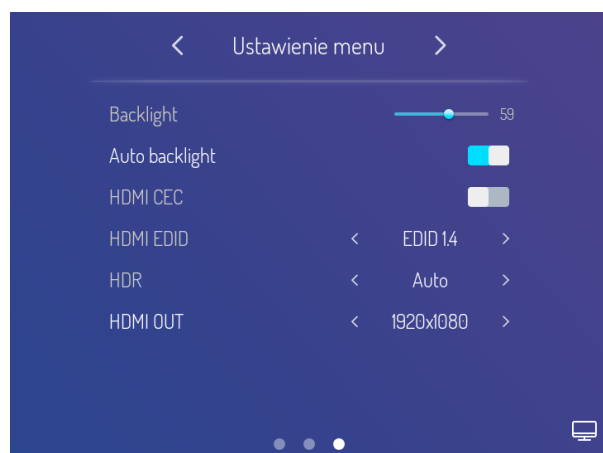 Ustawienie menu
Backlight 59
Auto backlight
HDMI CEC
HDMI EDID < EDID 1.4 >
HDR < Auto >
HDMI OUT < 1920x1080 >